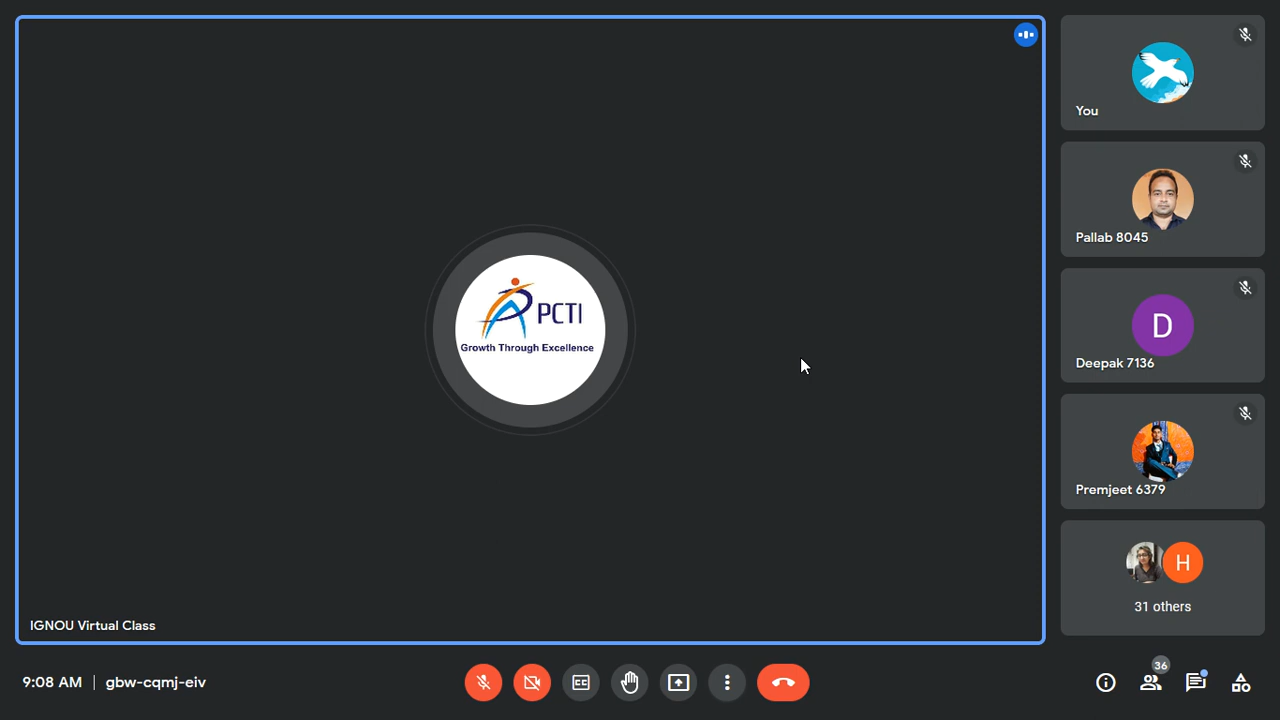 PCTI
Growth Through Excellence
IGNOU Virtual Class
You
Pallab 8045
D
Deepak 7136
Premjeet 6379
H
31 others
9:08 AM | gbw-cqmj-eiv
CC
36